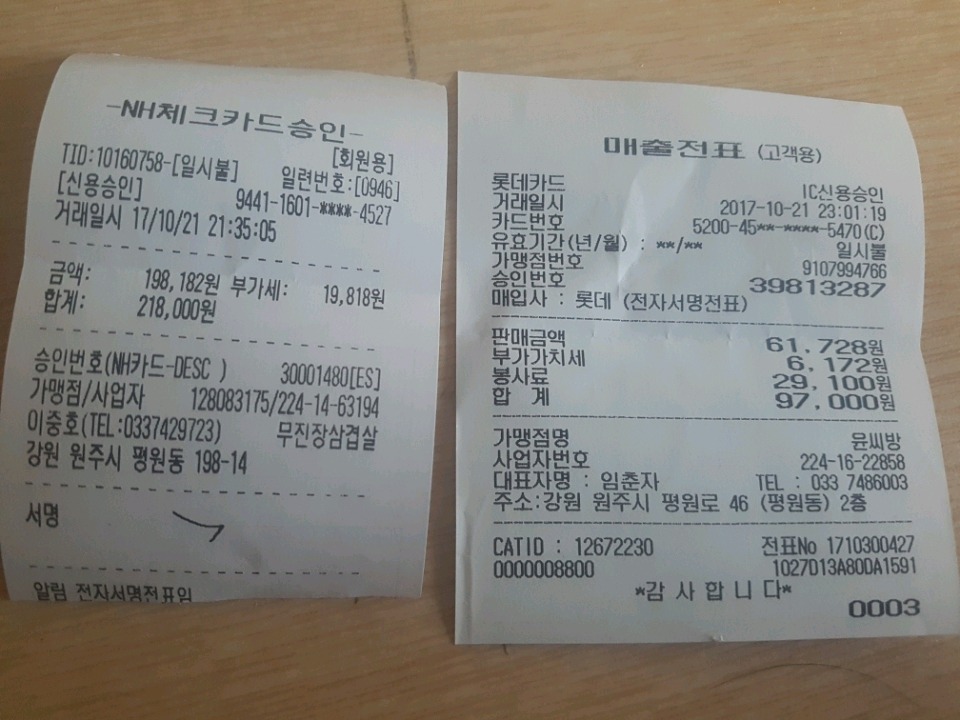 -NH체크카드승인-
[회원용]
TID:10160758-[일시불] 일련번호:[0946]
[신용승인] 9441-1601-****-4527
거래일시 17/10/21 21:35:05
금액: 198,182원 부가세: 19,818원
합계: 218,000원
승인번호(NH카드-DESC ) 30001480[ES]
가맹점/사업자 128083175/224-14-63194
이중호(TEL:0337429723) 무진장삼겹살
강원 원주시 평원동 198-14
서명
알림 전자서명전표임
매출전표 (고객용)
롯데카드 IC신용승인
거래일시 2017-10-21 23:01:19
카드번호 5200-45**-****-5470(C)
유효기간(년/월) : **/** 일시불
가맹점번호 9107994766
승인번호 39813287
매입사 : 롯데 (전자서명전표)
판매금액 61,728원
부가가치세 6,172원
봉사료 29,100원
합 계 97,000원
가맹점명 윤씨방
사업자번호 224-16-22858
대표자명 : 임춘자 TEL : 033 7486003
주소:강원 원주시 평원로 46 (평원동) 2층
CATID : 12672230 전표No 1710300427
0000008800 1027013A800A1591
*감 사 합 니 다*
0003